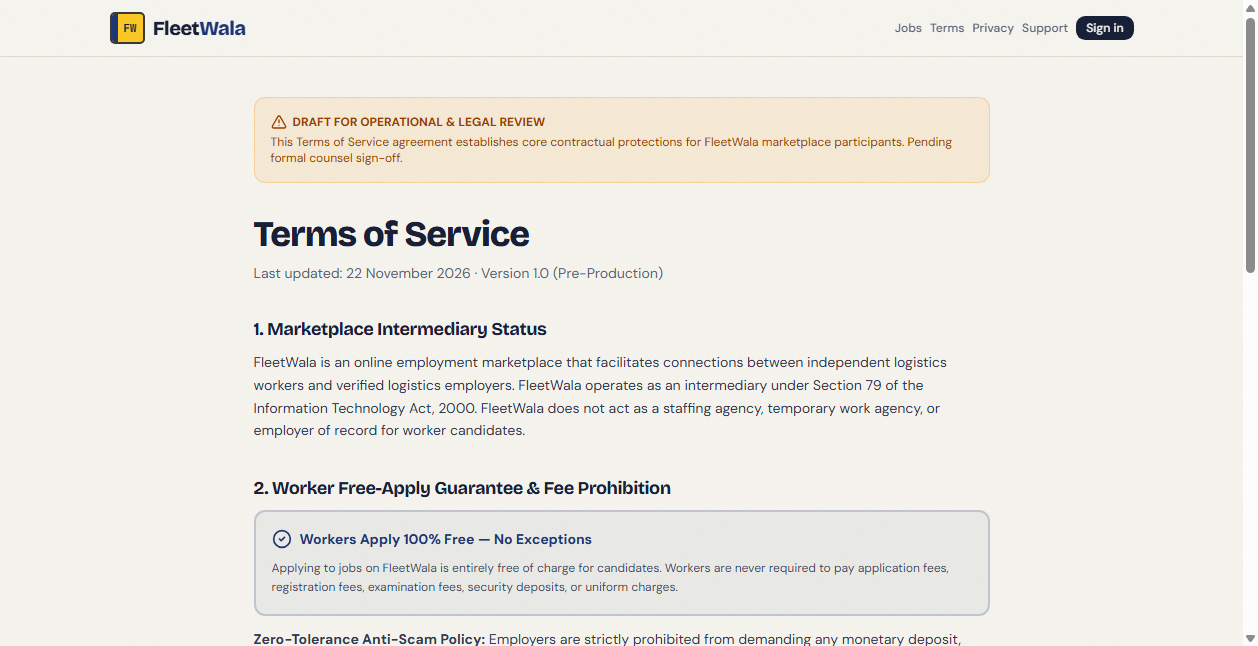 FW FleetWala
Jobs Terms Privacy Support Sign in
DRAFT FOR OPERATIONAL & LEGAL REVIEW
This Terms of Service agreement establishes core contractual protections for FleetWala marketplace participants. Pending
formal counsel sign-off.
Terms of Service
Last updated: 22 November 2026 · Version 1.0 (Pre-Production)
1. Marketplace Intermediary Status
FleetWala is an online employment marketplace that facilitates connections between independent logistics
workers and verified logistics employers. FleetWala operates as an intermediary under Section 79 of the
Information Technology Act, 2000. FleetWala does not act as a staffing agency, temporary work agency, or
employer of record for worker candidates.
2. Worker Free-Apply Guarantee & Fee Prohibition
Workers Apply 100% Free — No Exceptions
Applying to jobs on FleetWala is entirely free of charge for candidates. Workers are never required to pay application fees,
registration fees, examination fees, security deposits, or uniform charges.
Zero-Tolerance Anti-Scam Policy: Employers are strictly prohibited from demanding any monetary deposit,